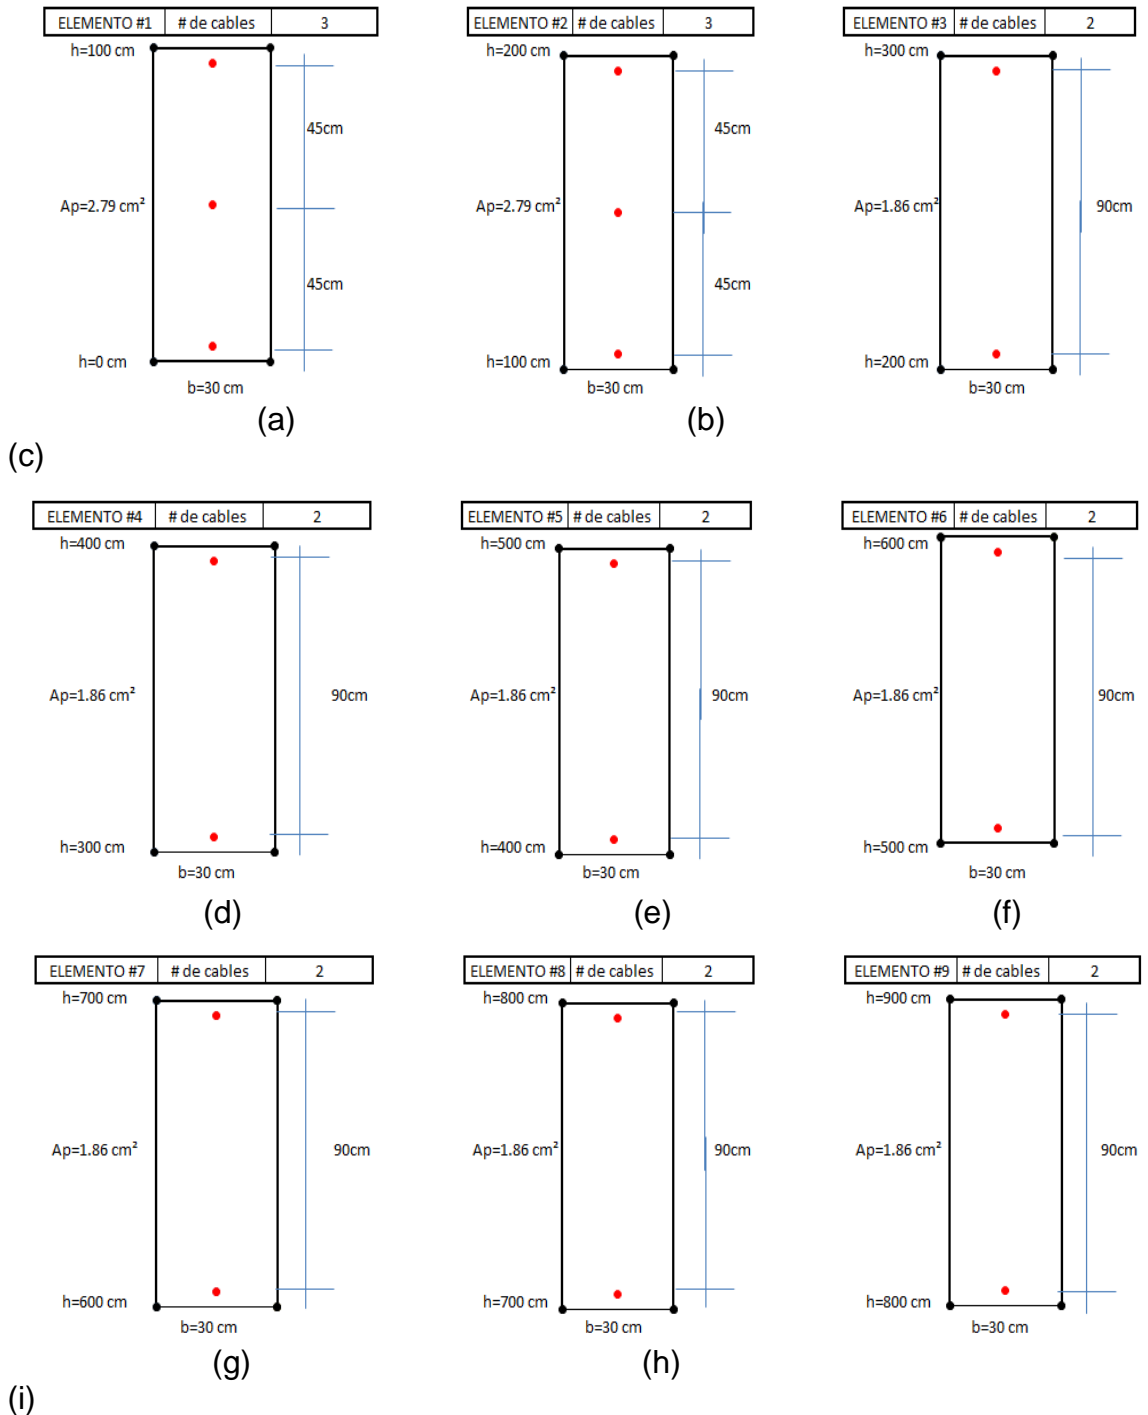 ELEMENTO #1 # de cables 3
h=100 cm
45cm
Ap=2.79 cm²
45cm
h=0 cm
b=30 cm
(a)
ELEMENTO #2 # de cables 3
h=200 cm
45cm
Ap=2.79 cm²
45cm
h=100 cm
b=30 cm
(b)
ELEMENTO #3 # de cables 2
h=300 cm
Ap=1.86 cm²
90cm
h=200 cm
b=30 cm
(c)
ELEMENTO #4 # de cables 2
h=400 cm
Ap=1.86 cm²
90cm
h=300 cm
b=30 cm
(d)
ELEMENTO #5 # de cables 2
h=500 cm
Ap=1.86 cm²
90cm
h=400 cm
b=30 cm
(e)
ELEMENTO #6 # de cables 2
h=600 cm
Ap=1.86 cm²
90cm
h=500 cm
b=30 cm
(f)
ELEMENTO #7 # de cables 2
h=700 cm
Ap=1.86 cm²
90cm
h=600 cm
b=30 cm
(g)
ELEMENTO #8 # de cables 2
h=800 cm
Ap=1.86 cm²
90cm
h=700 cm
b=30 cm
(h)
ELEMENTO #9 # de cables 2
h=900 cm
Ap=1.86 cm²
90cm
h=800 cm
b=30 cm
(i)